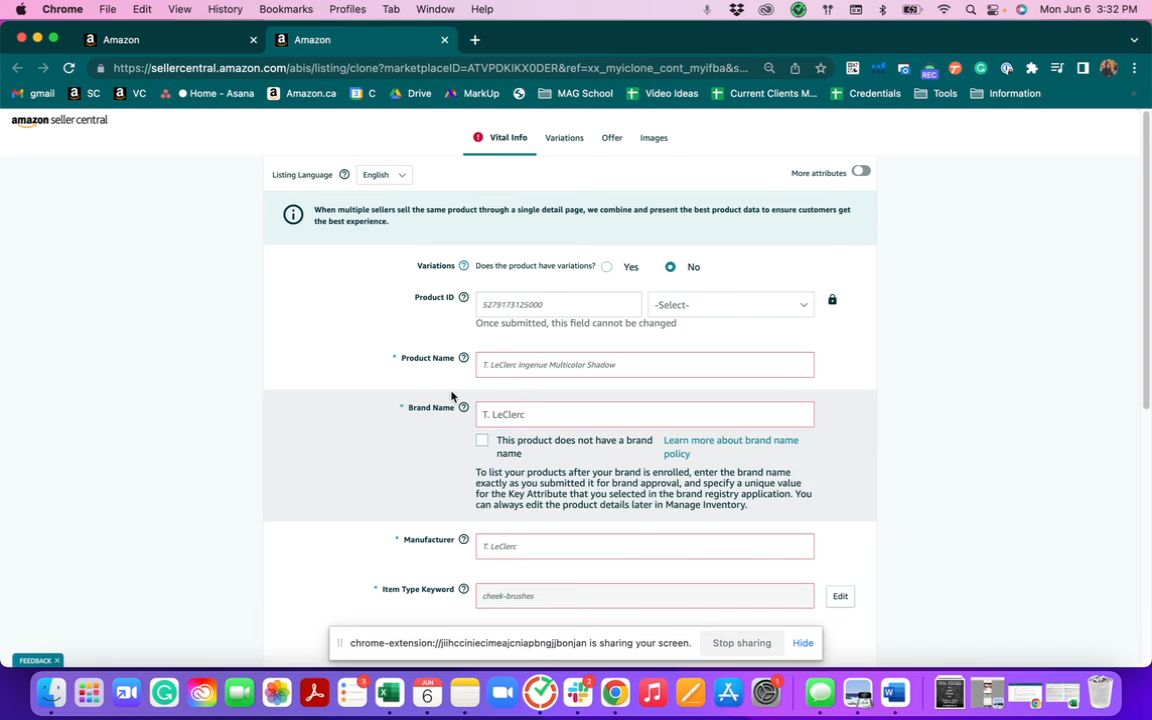 Chrome File Edit View History Bookmarks Profiles Tab Window Help Mon Jun 6 3:32 PM
Amazon Amazon
https://sellercentral.amazon.com/abis/listing/clone?marketplaceID=ATVPDKIKX0DER&ref=xx_myiclone_cont_myifba&s...
REC
gmail SC VC Home - Asana Amazon.ca C Drive MarkUp MAG School Video Ideas Current Clients M... Credentials Tools Information
amazon seller central
Vital Info Variations Offer Images
Listing Language English More attributes
When multiple sellers sell the same product through a single detail page, we combine and present the best product data to ensure customers get
the best experience.
Variations Does the product have variations? Yes No
Product ID 5279173125000 -Select-
Once submitted, this field cannot be changed
* Product Name T. LeClerc Ingenue Multicolor Shadow
* Brand Name T. LeClerc
This product does not have a brand
name
Learn more about brand name
policy
To list your products after your brand is enrolled, enter the brand name
exactly as you submitted it for brand approval, and specify a unique value
for the Key Attribute that you selected in the brand registry application. You
can always edit the product details later in Manage Inventory.
* Manufacturer T. LeClerc
* Item Type Keyword cheek-brushes Edit
chrome-extension://jiihcciniecimeajcniapbngjjbonjan is sharing your screen. Stop sharing Hide
FEEDBACK
3 JUN 6 2 1